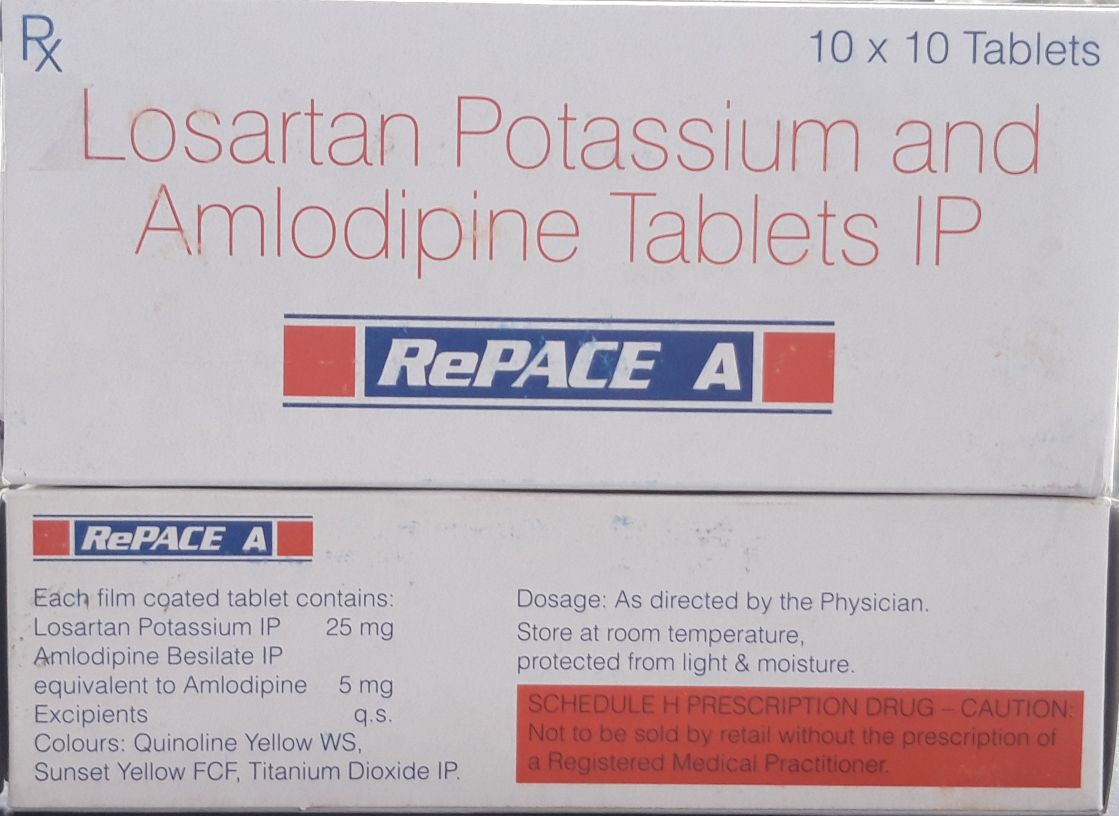 Rx
10 x 10 Tablets
Losartan Potassium and
Amlodipine Tablets IP
RePACE A
RePACE A
Each film coated tablet contains:
Losartan Potassium IP 25 mg
Amlodipine Besilate IP
equivalent to Amlodipine 5 mg
Excipients q.s.
Colours: Quinoline Yellow WS,
Sunset Yellow FCF, Titanium Dioxide IP.
Dosage: As directed by the Physician.
Store at room temperature,
protected from light & moisture.
SCHEDULE H PRESCRIPTION DRUG – CAUTION:
Not to be sold by retail without the prescription of
a Registered Medical Practitioner.